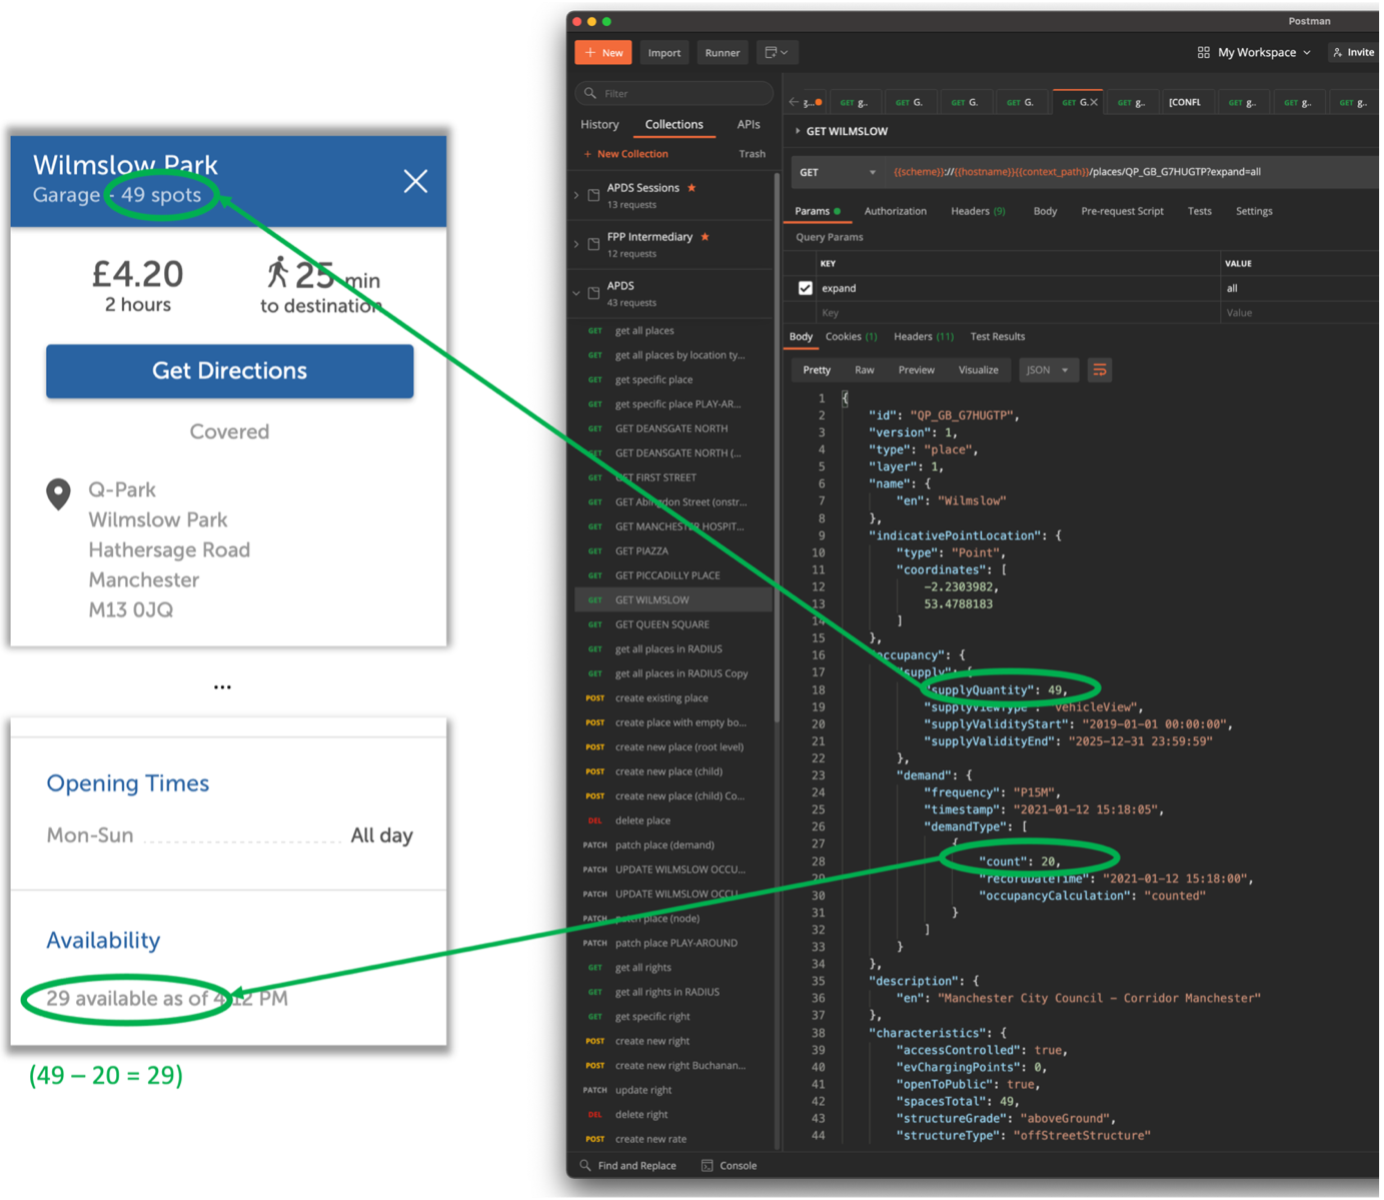 Wilmslow Park
Garage - 49 spots
£4.20
2 hours
25 min
to destination
Get Directions
Covered
Q-Park
Wilmslow Park
Hathersage Road
Manchester
M13 0JQ
...
Opening Times
Mon-Sun All day
Availability
29 available as of 4:12 PM
(49 – 20 = 29)
Postman
+ New Import Runner My Workspace Invite
Filter
History Collections APIs
+ New Collection Trash
APDS Sessions
13 requests
FPP Intermediary
12 requests
APDS
43 requests
GET get all places
GET get all places by location ty...
GET get specific place
GET get specific place PLAY-AR...
GET GET DEANSGATE NORTH
GET GET DEANSGATE NORTH (...
GET GET FIRST STREET
GET GET Abingdon Street (onstr...
GET GET MANCHESTER HOSPIT...
GET GET PIAZZA
GET GET PICCADILLY PLACE
GET GET WILMSLOW
GET GET QUEEN SQUARE
GET get all places in RADIUS
GET get all places in RADIUS Copy
POST create existing place
POST create place with empty bo...
POST create new place (root level)
POST create new place (child)
POST create new place (child) Co...
DEL delete place
PATCH patch place (demand)
PATCH UPDATE WILMSLOW OCCU...
PATCH UPDATE WILMSLOW OCCU...
PATCH patch place (node)
PATCH patch place PLAY-AROUND
GET get all rights
GET get all rights in RADIUS
GET get specific right
POST create new right
POST create new right Buchanan...
PATCH update right
DEL delete right
POST create new rate
Find and Replace Console
g... GET g.. GET G. GET G. GET G. GET G. GET g.. [CONFL GET g.. GET g.. GET g..
GET WILMSLOW
GET {{scheme}}://{{hostname}}{{context_path}}/places/QP_GB_G7HUGTP?expand=all
Params Authorization Headers (9) Body Pre-request Script Tests Settings
Query Params
KEY VALUE
expand all
Key Value
Body Cookies (1) Headers (11) Test Results
Pretty Raw Preview Visualize JSON
1 {
2 "id": "QP_GB_G7HUGTP",
3 "version": 1,
4 "type": "place",
5 "layer": 1,
6 "name": {
7 "en": "Wilmslow"
8 },
9 "indicativePointLocation": {
10 "type": "Point",
11 "coordinates": [
12 -2.2303982,
13 53.4788183
14 ]
15 },
16 "occupancy": {
17 "supply": {
18 "supplyQuantity": 49,
19 "supplyViewType": "vehicleView",
20 "supplyValidityStart": "2019-01-01 00:00:00",
21 "supplyValidityEnd": "2025-12-31 23:59:59"
22 },
23 "demand": {
24 "frequency": "P15M",
25 "timestamp": "2021-01-12 15:18:05",
26 "demandType": [
27 {
28 "count": 20,
29 "recordDateTime": "2021-01-12 15:18:00",
30 "occupancyCalculation": "counted"
31 }
32 ]
33 }
34 },
35 "description": {
36 "en": "Manchester City Council – Corridor Manchester"
37 },
38 "characteristics": {
39 "accessControlled": true,
40 "evChargingPoints": 0,
41 "openToPublic": true,
42 "spacesTotal": 49,
43 "structureGrade": "aboveGround",
44 "structureType": "offStreetStructure"